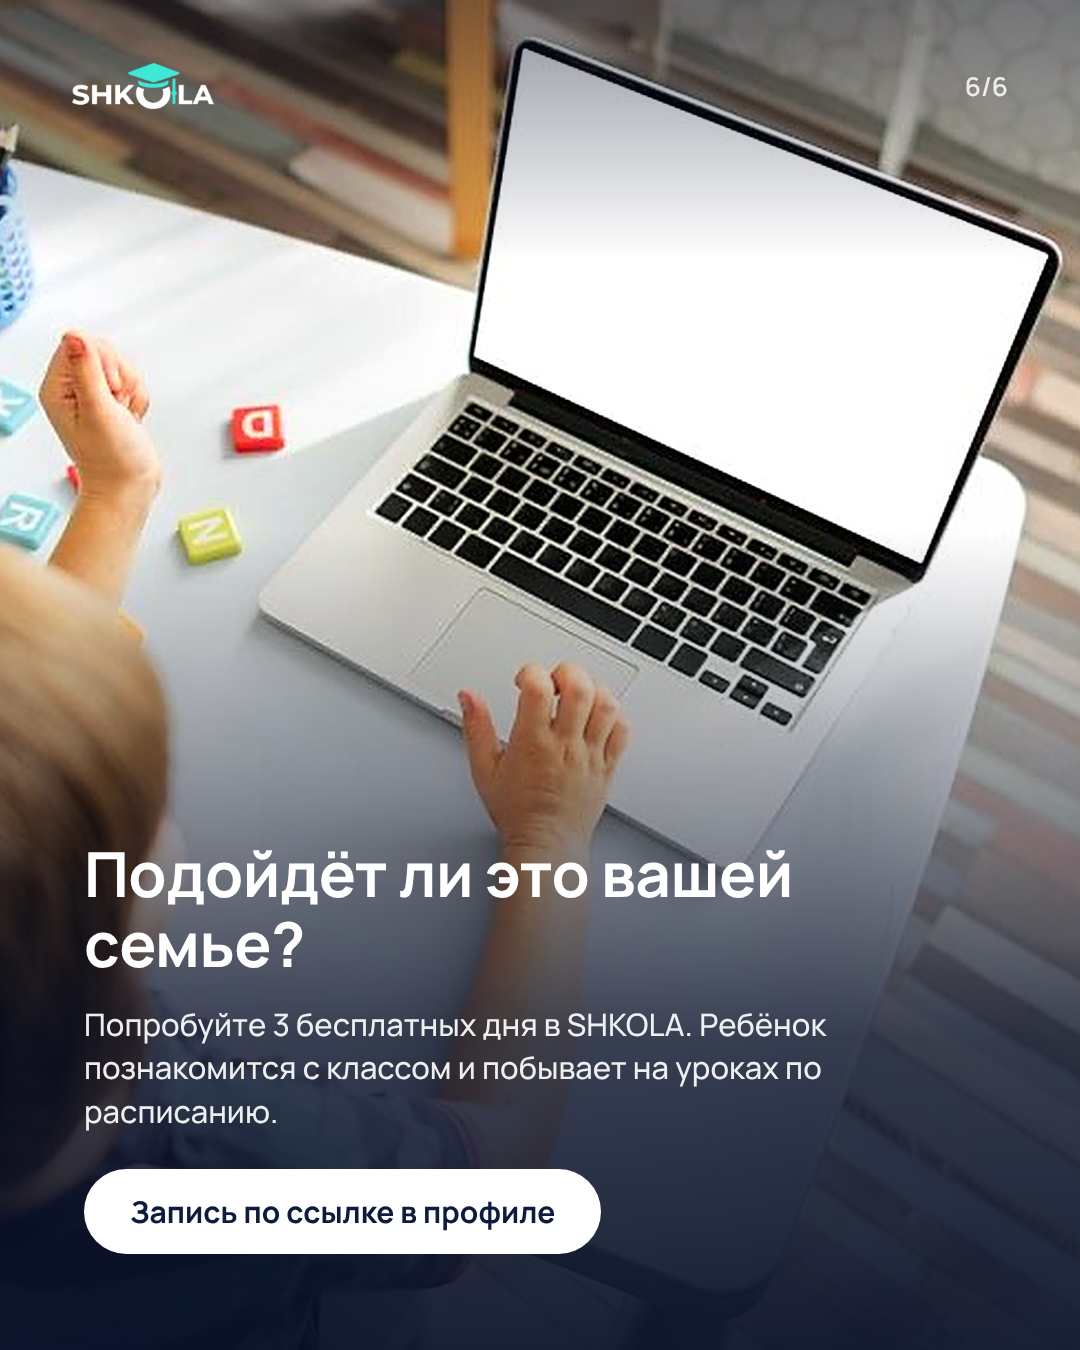 SHKOLA
6/6
D
N
R
Подойдёт ли это вашей
семье?
Попробуйте 3 бесплатных дня в SHKOLA. Ребёнок
познакомится с классом и побывает на уроках по
расписанию.
Запись по ссылке в профиле